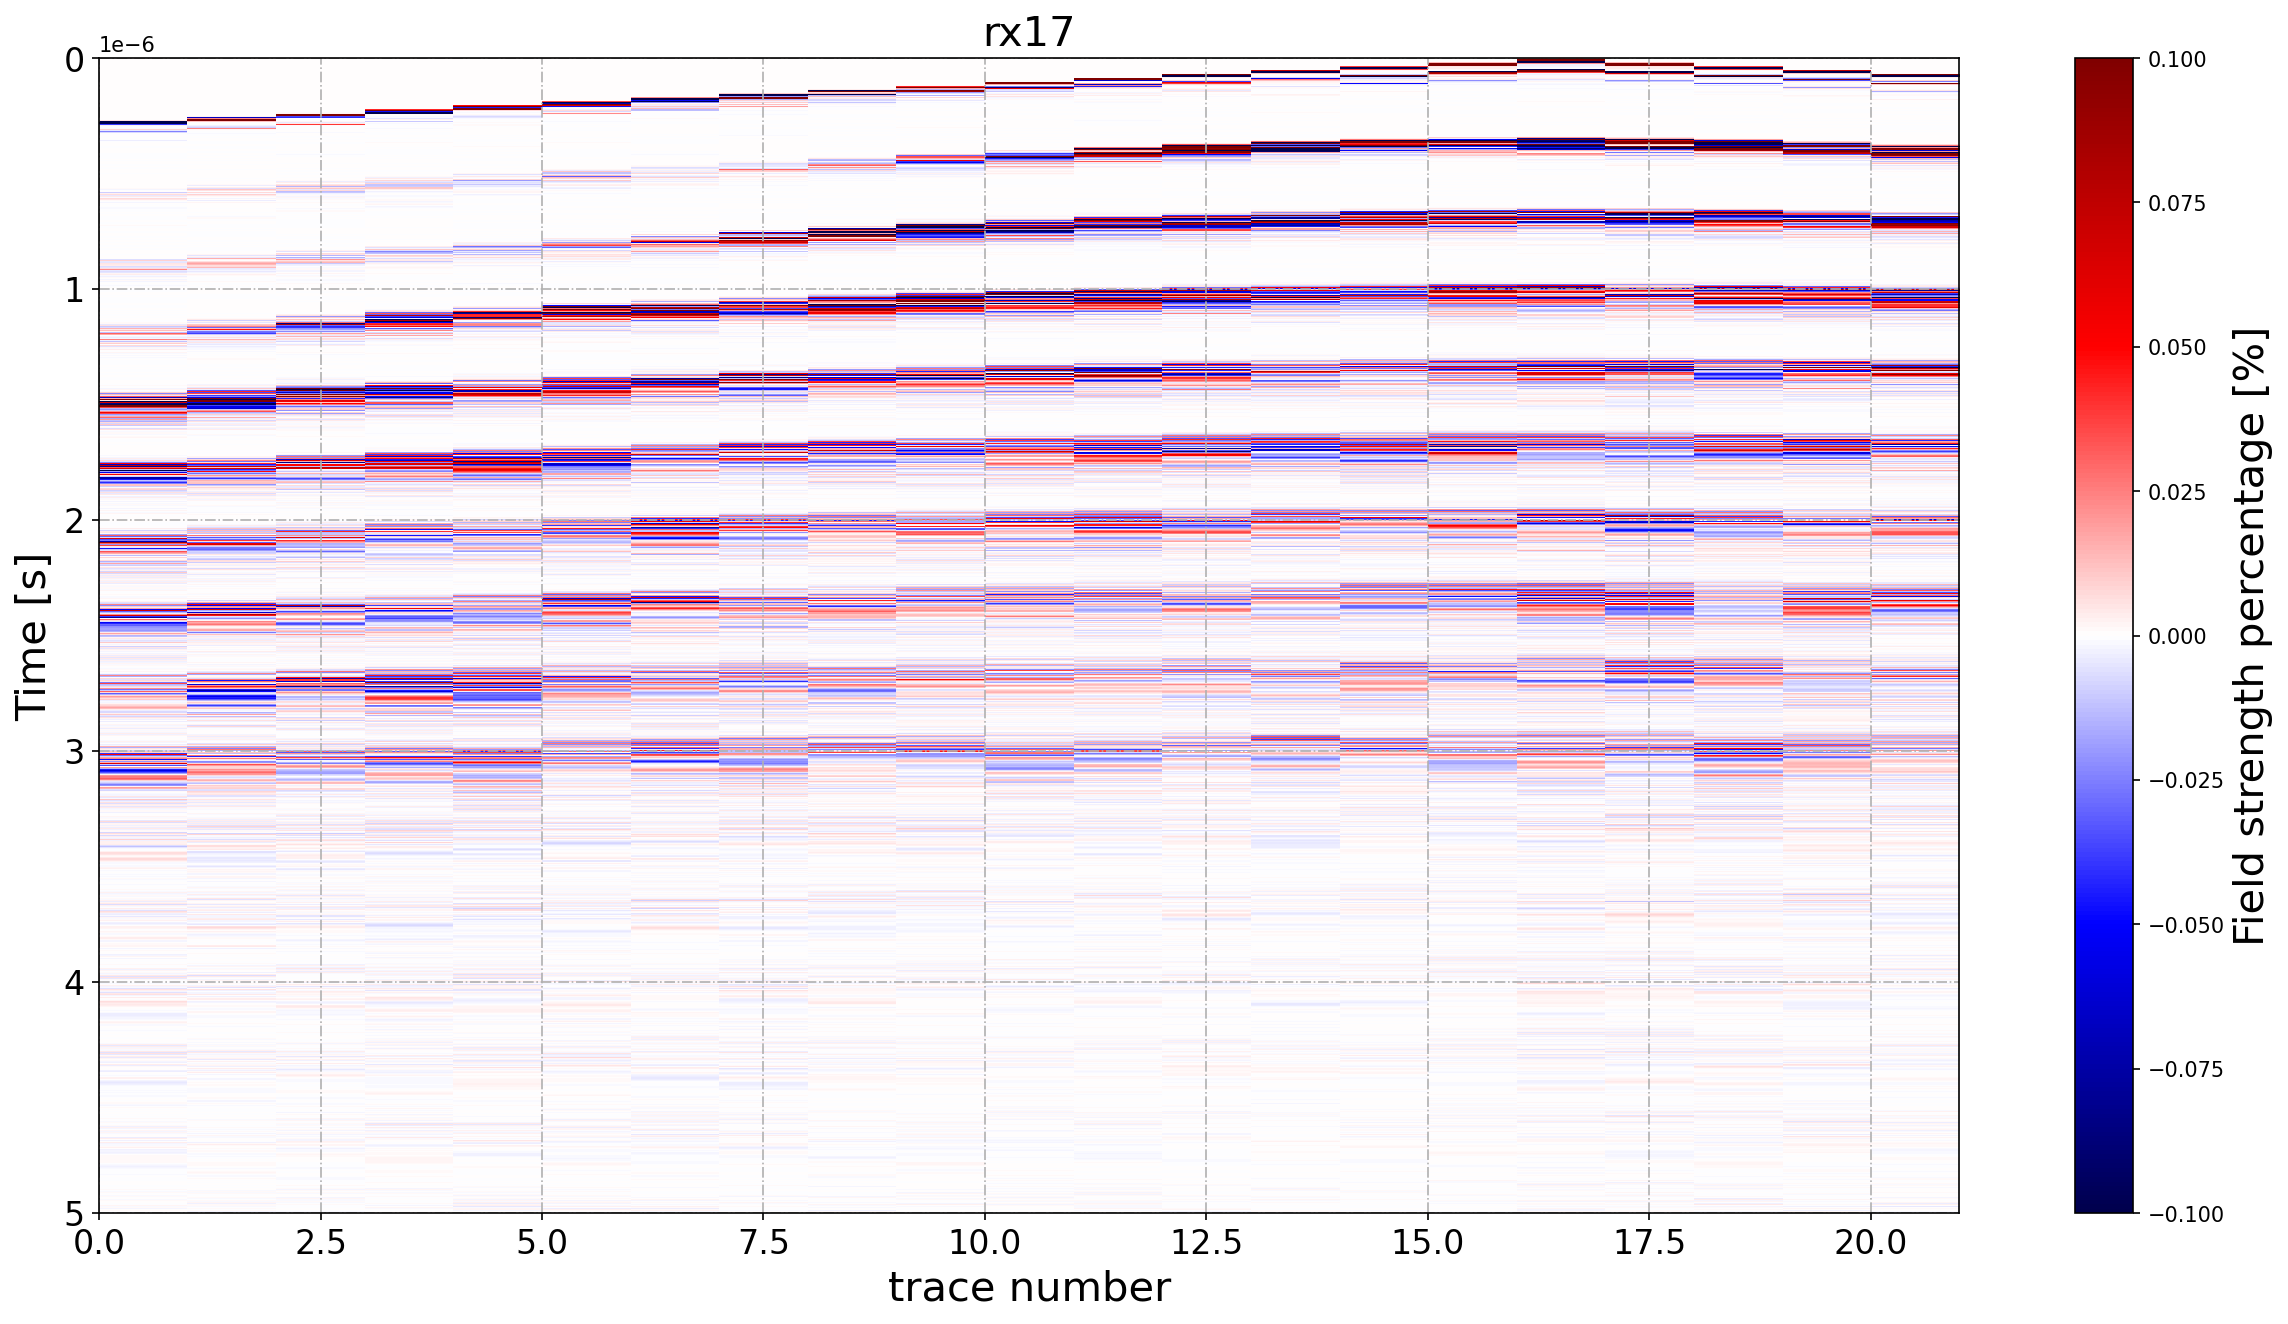 rx17
1e−6
0
1
2
3
4
5
Time [s]
0.0 2.5 5.0 7.5 10.0 12.5 15.0 17.5 20.0
trace number
0.100
0.075
0.050
0.025
0.000
−0.025
−0.050
−0.075
−0.100
Field strength percentage [%]